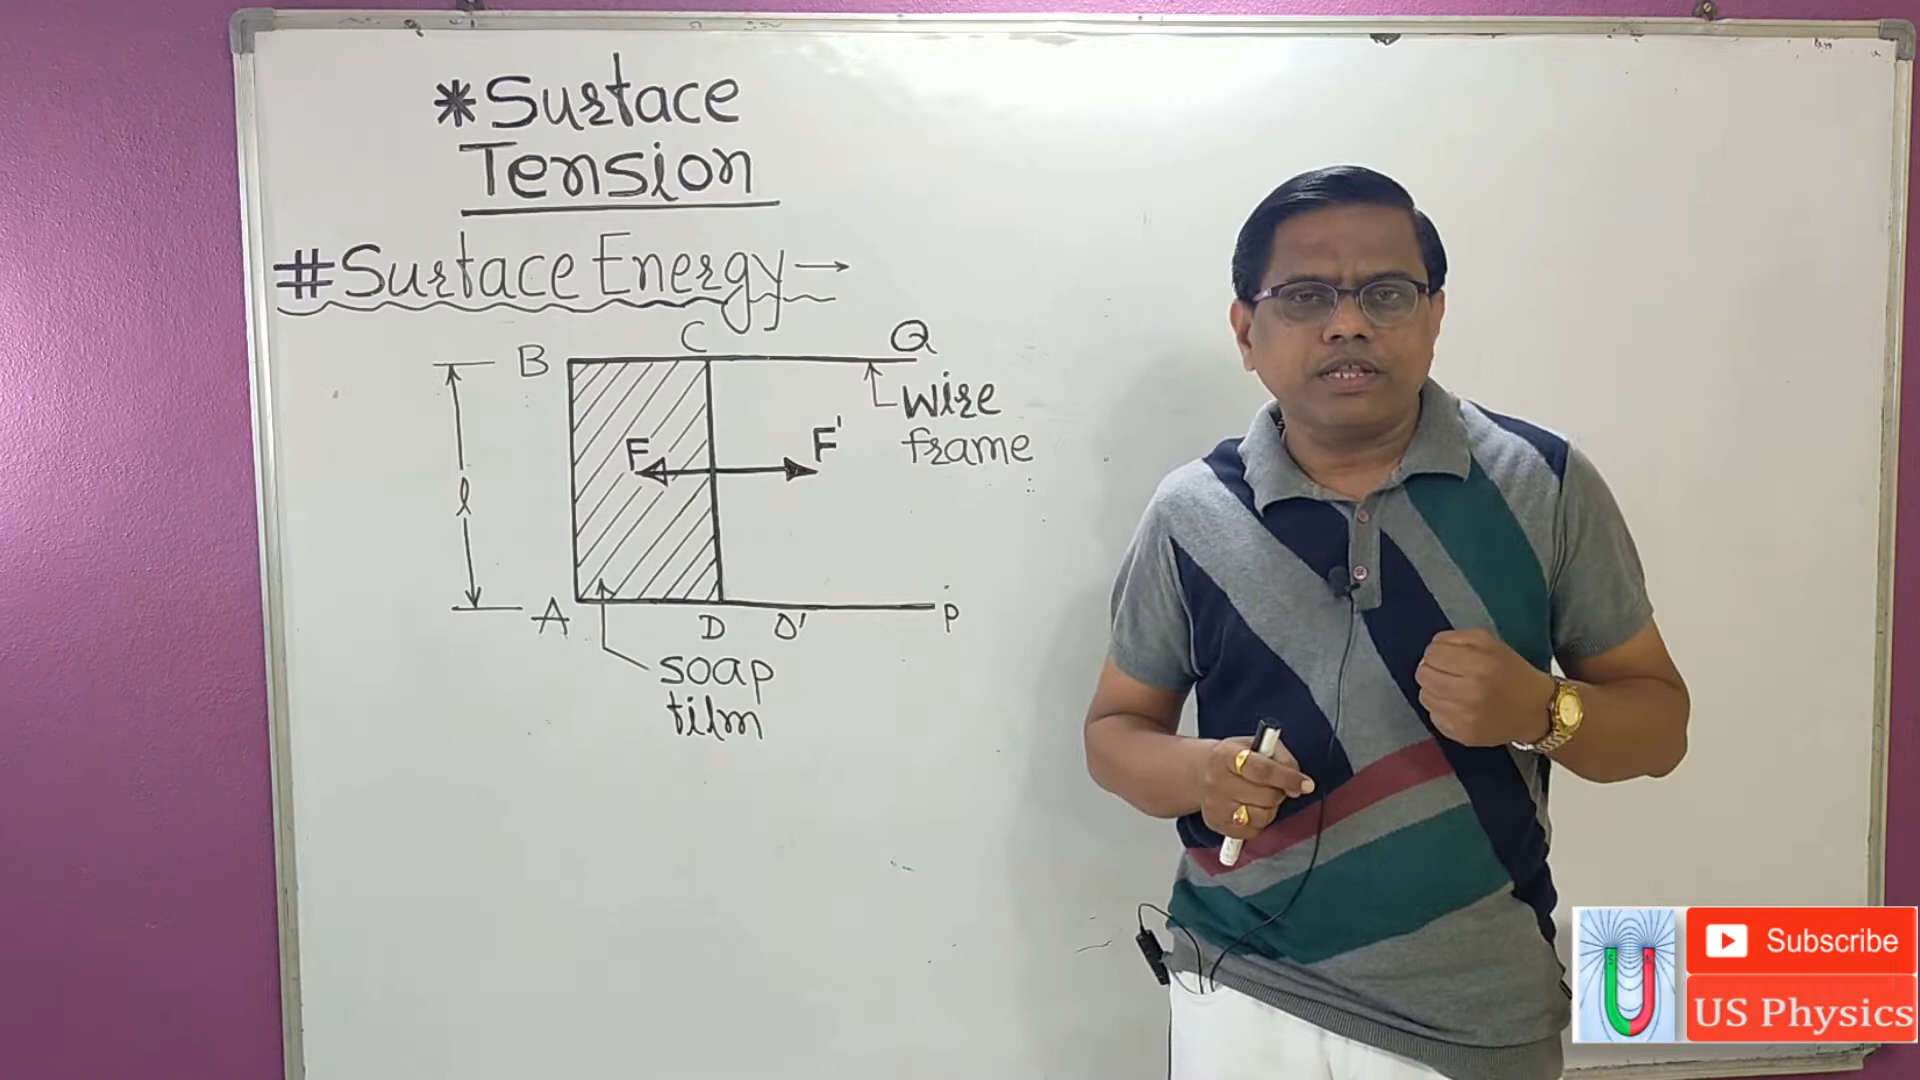 *Surface
Tension
#Surface Energy→
B
C
Q
wire
frame
F
F'
l
A
D
D'
P
soap
film
Subscribe
US Physics